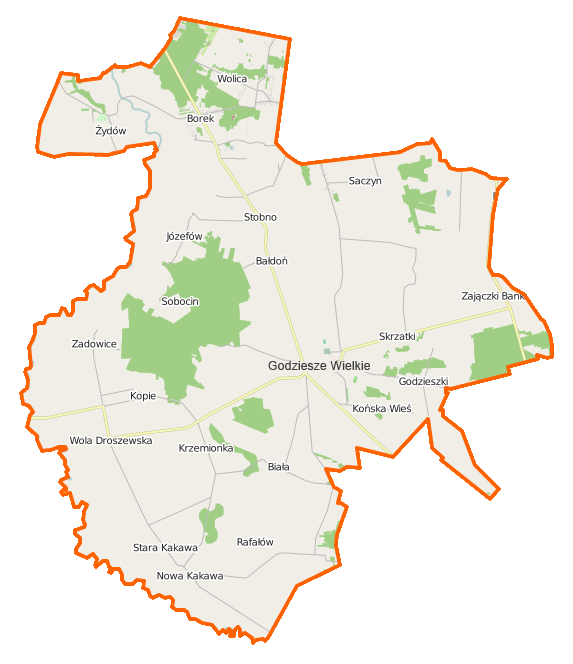 Wolica
Borek
Żydów
Saczyn
Stobno
Józefów
Bałdoń
Zajączki Bank
Sobocin
Skrzatki
Zadowice
Godziesze Wielkie
Godzieszki
Kopie
Końska Wieś
Wola Droszewska
Krzemionka
Biała
Rafałów
Stara Kakawa
Nowa Kakawa